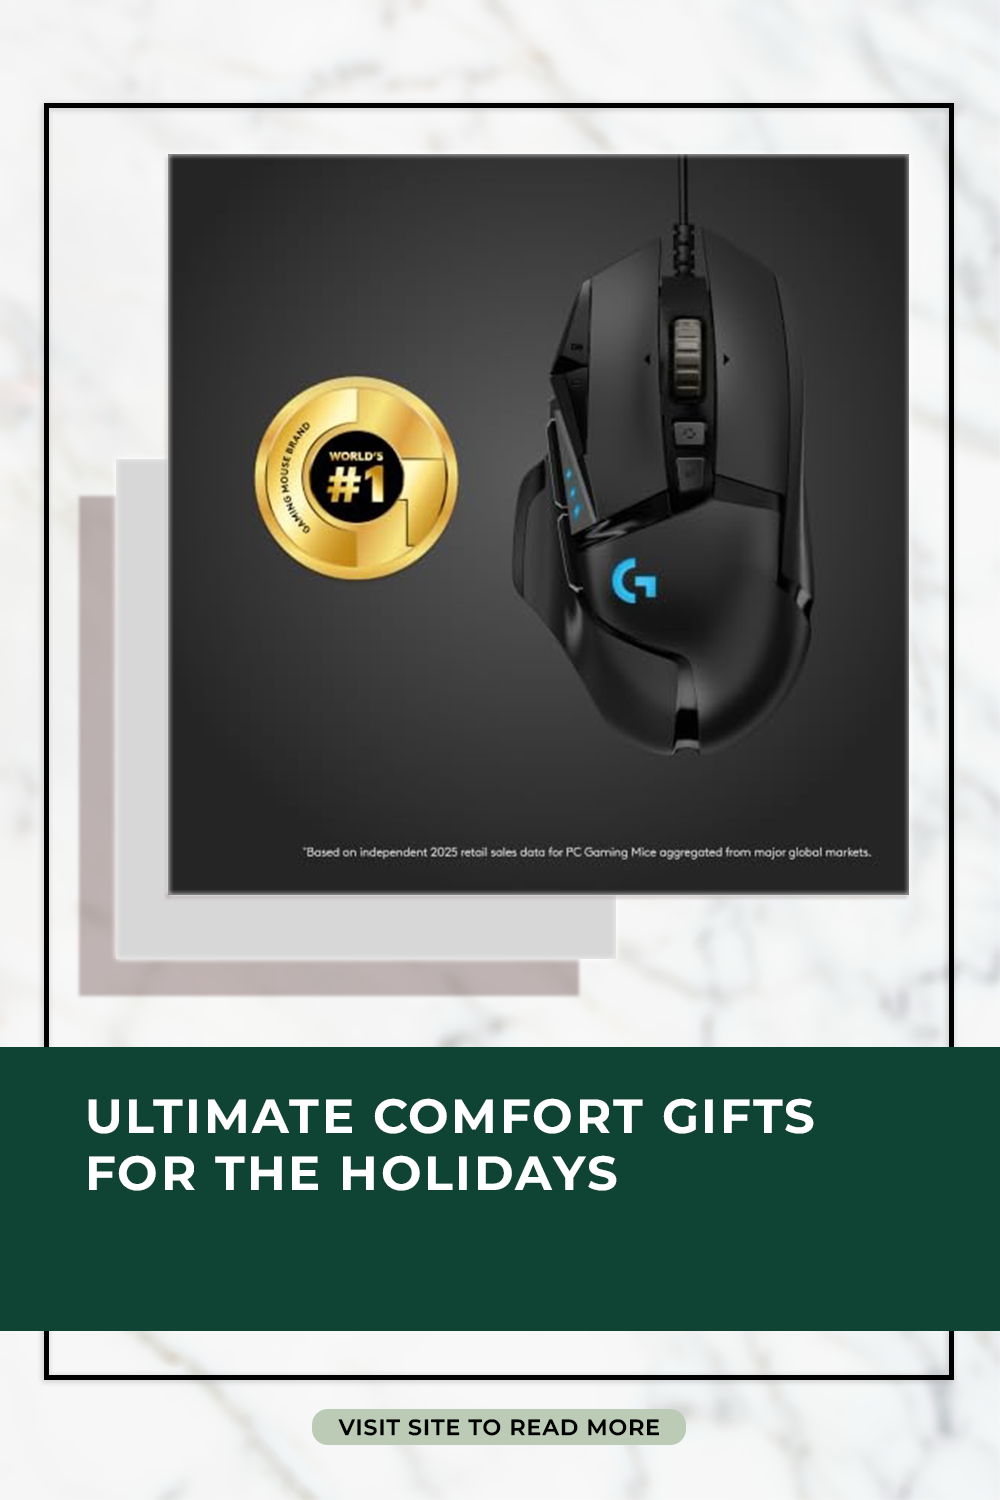 GAMING MOUSE BRAND
WORLD'S
#1
G
*Based on independent 2025 retail sales data for PC Gaming Mice aggregated from major global markets.
ULTIMATE COMFORT GIFTS
FOR THE HOLIDAYS
VISIT SITE TO READ MORE